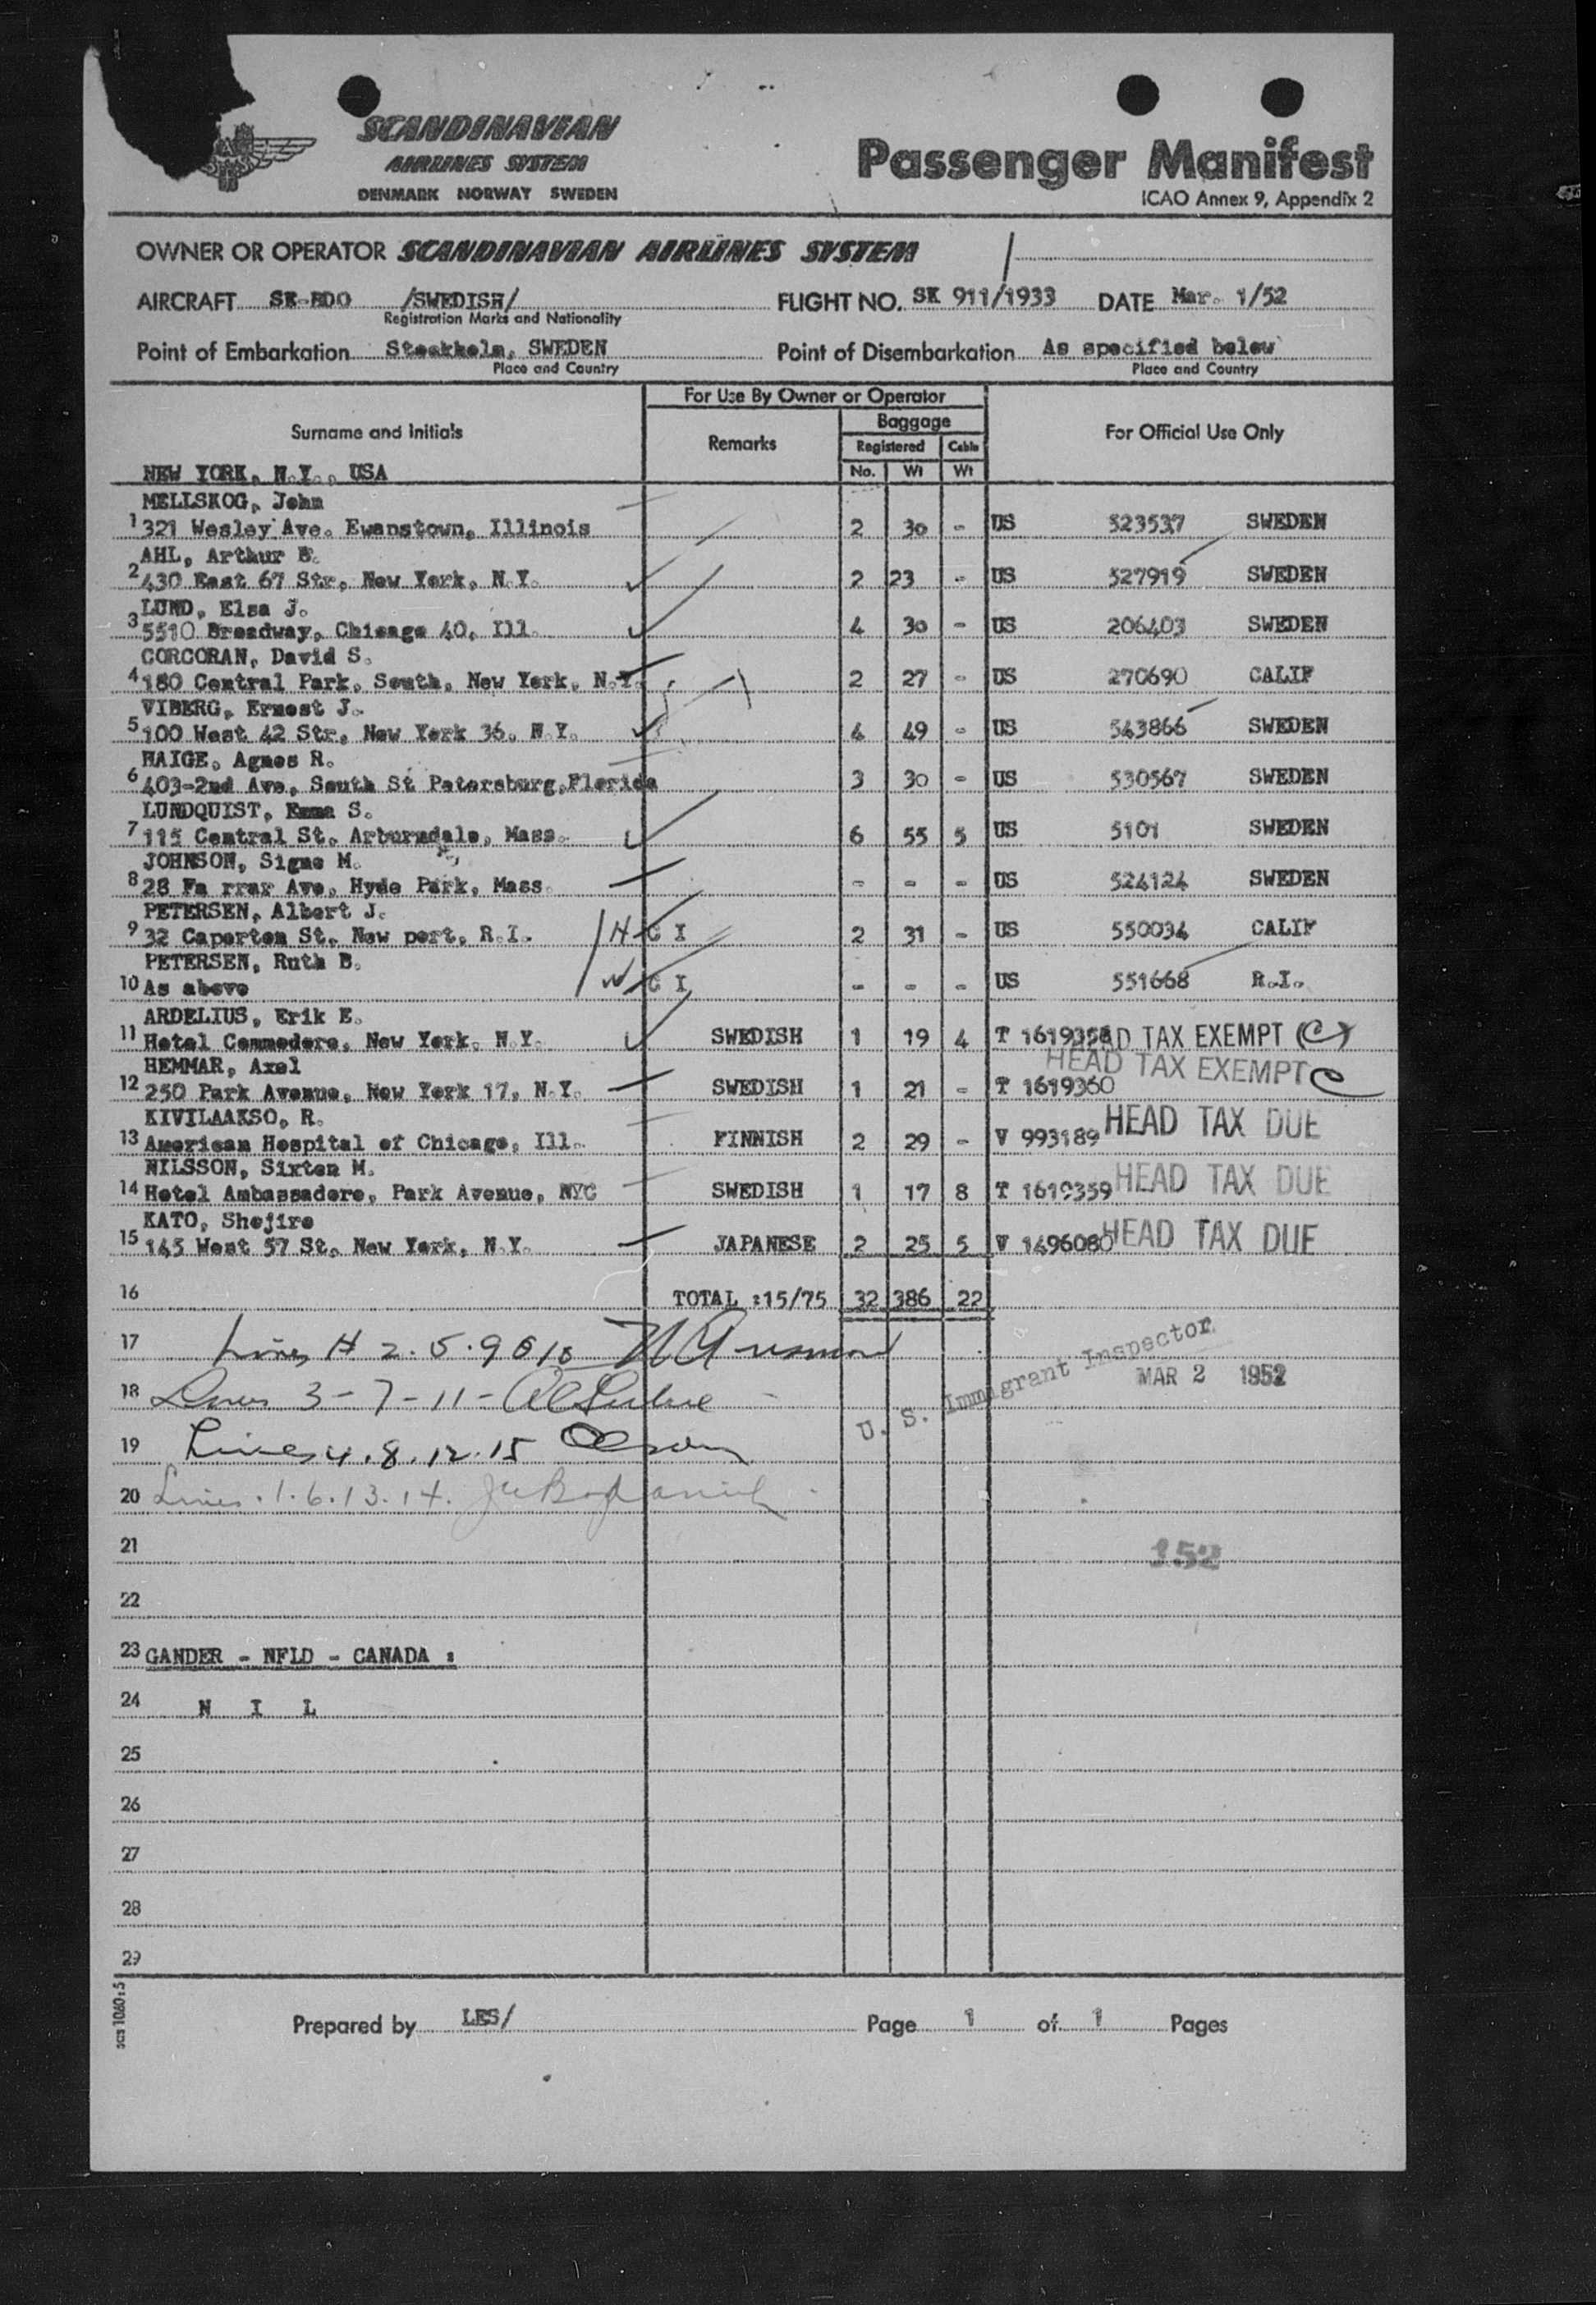 SCANDINAVIAN
AIRLINES SYSTEM
DENMARK NORWAY SWEDEN
Passenger Manifest
ICAO Annex 9, Appendix 2
OWNER OR OPERATOR SCANDINAVIAN AIRLINES SYSTEM
AIRCRAFT SE-BDO /SWEDISH/ FLIGHT NO. SK 911/1933 DATE Mar. 1/52
Registration Marks and Nationality
Point of Embarkation Stockholm, SWEDEN Point of Disembarkation As specified below
Place and Country Place and Country
For Use By Owner or Operator
Surname and Initials Remarks Baggage For Official Use Only
Registered Cabin
No. Wt Wt
NEW YORK, N.Y., USA
MELLSKOG, John
1 321 Wesley Ave. Ewanstown, Illinois 2 30 - US 523537 SWEDEN
AHL, Arthur B.
2 430 East 67 Str, New York, N.Y. 2 23 - US 527919 SWEDEN
LUND, Elsa J.
3 5510 Broadway, Chicago 40, Ill. 4 30 - US 206403 SWEDEN
CORCORAN, David S.
4 180 Central Park, South, New York, N.Y. 2 27 - US 270690 CALIF
VIBERG, Ernest J.
5 100 West 42 Str, New York 36, N.Y. 4 49 - US 543866 SWEDEN
HAIGE, Agnes R.
6 403-2nd Ave, South St Petersburg, Florida 3 30 - US 530567 SWEDEN
LUNDQUIST, Emma S.
7 115 Central St. Arburndale, Mass. 6 55 5 US 5101 SWEDEN
JOHNSON, Signe M.
8 28 Fa rrar Ave, Hyde Park, Mass. - - - US 524124 SWEDEN
PETERSEN, Albert J.
9 32 Caperton St. New port, R.I. H C I 2 31 - US 550034 CALIF
PETERSEN, Ruth B.
10 As above C I - - - US 551668 R.I.
ARDELIUS, Erik E.
11 Hotel Commodore, New York. N.Y. SWEDISH 1 19 4 T 1619358 HEAD TAX EXEMPT
HEMMAR, Axel HEAD TAX EXEMPT
12 250 Park Avenue, New York 17, N.Y. SWEDISH 1 21 - T 1619360
KIVILAAKSO, R.
13 American Hospital of Chicago, Ill. FINNISH 2 29 - V 993189 HEAD TAX DUE
NILSSON, Sixten M.
14 Hotel Ambassadore, Park Avenue, NYC SWEDISH 1 17 8 T 1619359 HEAD TAX DUE
KATO, Shojiro
15 145 West 57 St. New York, N.Y. JAPANESE 2 25 5 V 1496080 HEAD TAX DUE
16 TOTAL :15/75 32 386 22
17 Lines # 2.5.9 10
18 Lines 3-7-11-
U. S. Immigrant Inspector
MAR 2 1952
19 Lines 4.8.12.15 Olson
20 Lines. 1.6.13.14.
21
152
22
23 GANDER - NFLD - CANADA :
24 N I L
25
26
27
28
29
sas 1060:5
Prepared by LES/ Page 1 of 1 Pages